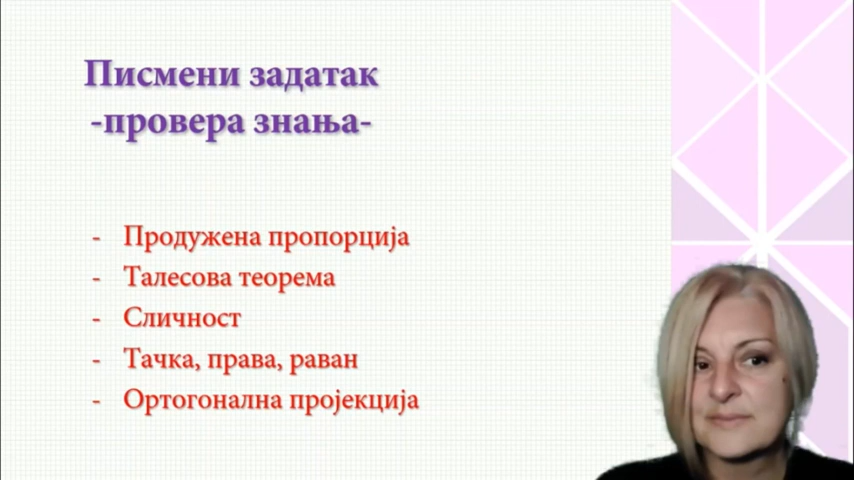 Писмени задатак
-провера знања-
- Продужена пропорција
- Талесова теорема
- Сличност
- Тачка, права, раван
- Ортогонална пројекција